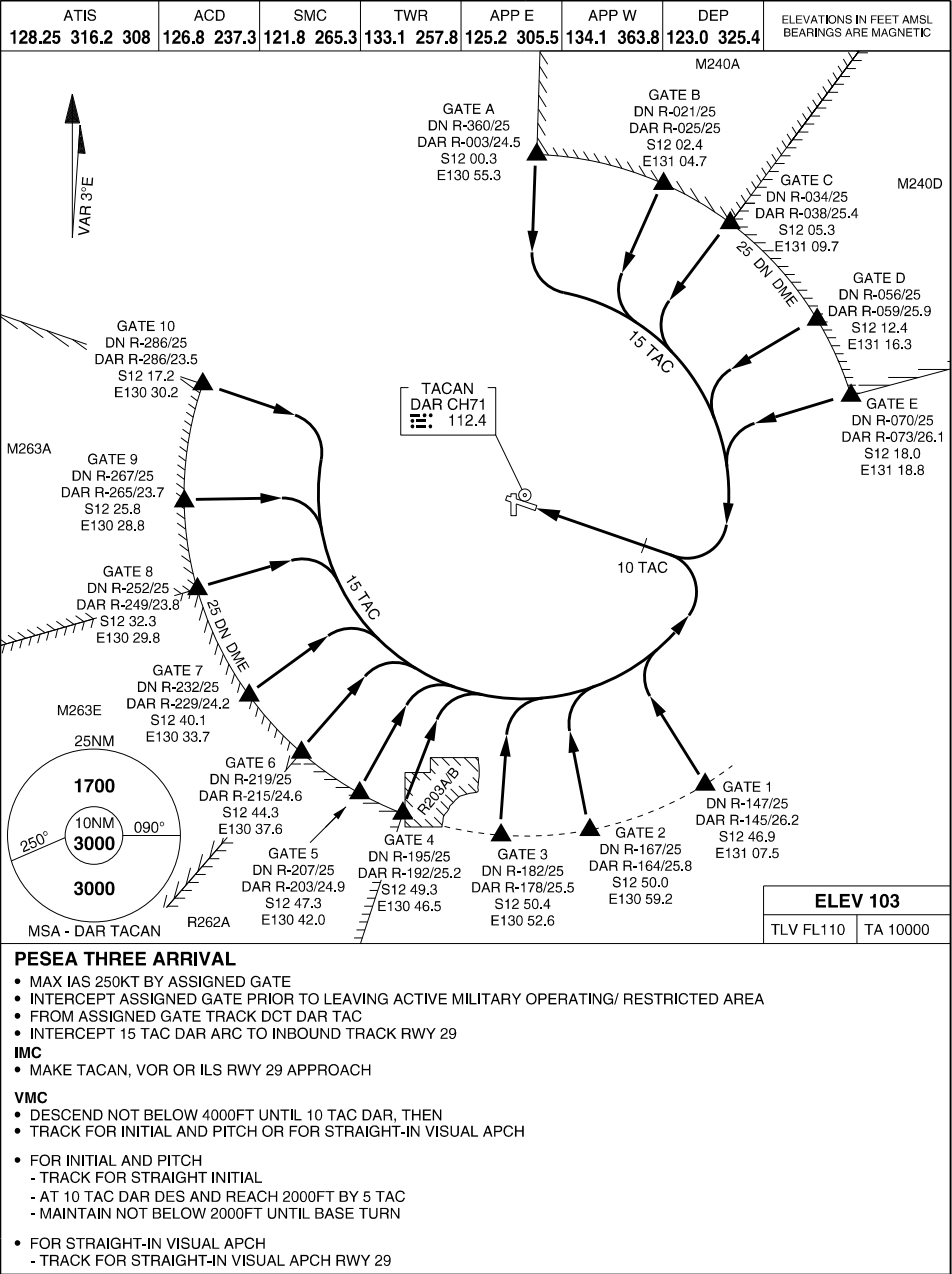 ATIS
128.25 316.2 308
ACD
126.8 237.3
SMC
121.8 265.3
TWR
133.1 257.8
APP E
125.2 305.5
APP W
134.1 363.8
DEP
123.0 325.4
ELEVATIONS IN FEET AMSL
BEARINGS ARE MAGNETIC
M240A
VAR 3°E
GATE A
DN R-360/25
DAR R-003/24.5
S12 00.3
E130 55.3
GATE B
DN R-021/25
DAR R-025/25
S12 02.4
E131 04.7
GATE C
DN R-034/25
DAR R-038/25.4
S12 05.3
E131 09.7
M240D
25 DN DME
GATE D
DN R-056/25
DAR R-059/25.9
S12 12.4
E131 16.3
GATE E
DN R-070/25
DAR R-073/26.1
S12 18.0
E131 18.8
15 TAC
GATE 10
DN R-286/25
DAR R-286/23.5
S12 17.2
E130 30.2
TACAN
DAR CH71
112.4
M263A
GATE 9
DN R-267/25
DAR R-265/23.7
S12 25.8
E130 28.8
10 TAC
GATE 8
DN R-252/25
DAR R-249/23.8
S12 32.3
E130 29.8
15 TAC
25 DN DME
GATE 7
DN R-232/25
DAR R-229/24.2
S12 40.1
E130 33.7
M263E
25NM
1700
10NM
3000
090°
250°
3000
MSA - DAR TACAN
GATE 6
DN R-219/25
DAR R-215/24.6
S12 44.3
E130 37.6
R262A
GATE 5
DN R-207/25
DAR R-203/24.9
S12 47.3
E130 42.0
R203A/B
GATE 4
DN R-195/25
DAR R-192/25.2
S12 49.3
E130 46.5
GATE 3
DN R-182/25
DAR R-178/25.5
S12 50.4
E130 52.6
GATE 2
DN R-167/25
DAR R-164/25.8
S12 50.0
E130 59.2
GATE 1
DN R-147/25
DAR R-145/26.2
S12 46.9
E131 07.5
ELEV 103
TLV FL110
TA 10000
PESEA THREE ARRIVAL
• MAX IAS 250KT BY ASSIGNED GATE
• INTERCEPT ASSIGNED GATE PRIOR TO LEAVING ACTIVE MILITARY OPERATING/ RESTRICTED AREA
• FROM ASSIGNED GATE TRACK DCT DAR TAC
• INTERCEPT 15 TAC DAR ARC TO INBOUND TRACK RWY 29
IMC
• MAKE TACAN, VOR OR ILS RWY 29 APPROACH
VMC
• DESCEND NOT BELOW 4000FT UNTIL 10 TAC DAR, THEN
• TRACK FOR INITIAL AND PITCH OR FOR STRAIGHT-IN VISUAL APCH
• FOR INITIAL AND PITCH
- TRACK FOR STRAIGHT INITIAL
- AT 10 TAC DAR DES AND REACH 2000FT BY 5 TAC
- MAINTAIN NOT BELOW 2000FT UNTIL BASE TURN
• FOR STRAIGHT-IN VISUAL APCH
- TRACK FOR STRAIGHT-IN VISUAL APCH RWY 29